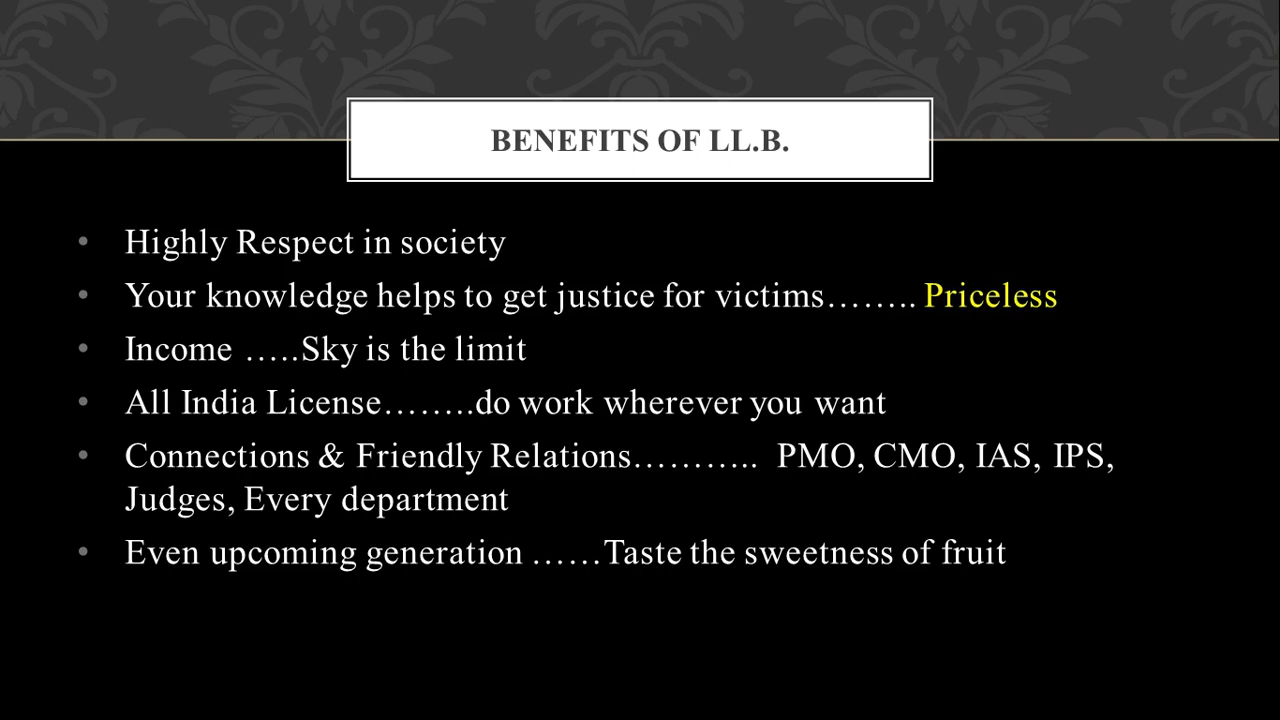 BENEFITS OF LL.B.
• Highly Respect in society
• Your knowledge helps to get justice for victims…….. Priceless
• Income …..Sky is the limit
• All India License……..do work wherever you want
• Connections & Friendly Relations……….. PMO, CMO, IAS, IPS,
Judges, Every department
• Even upcoming generation ……Taste the sweetness of fruit